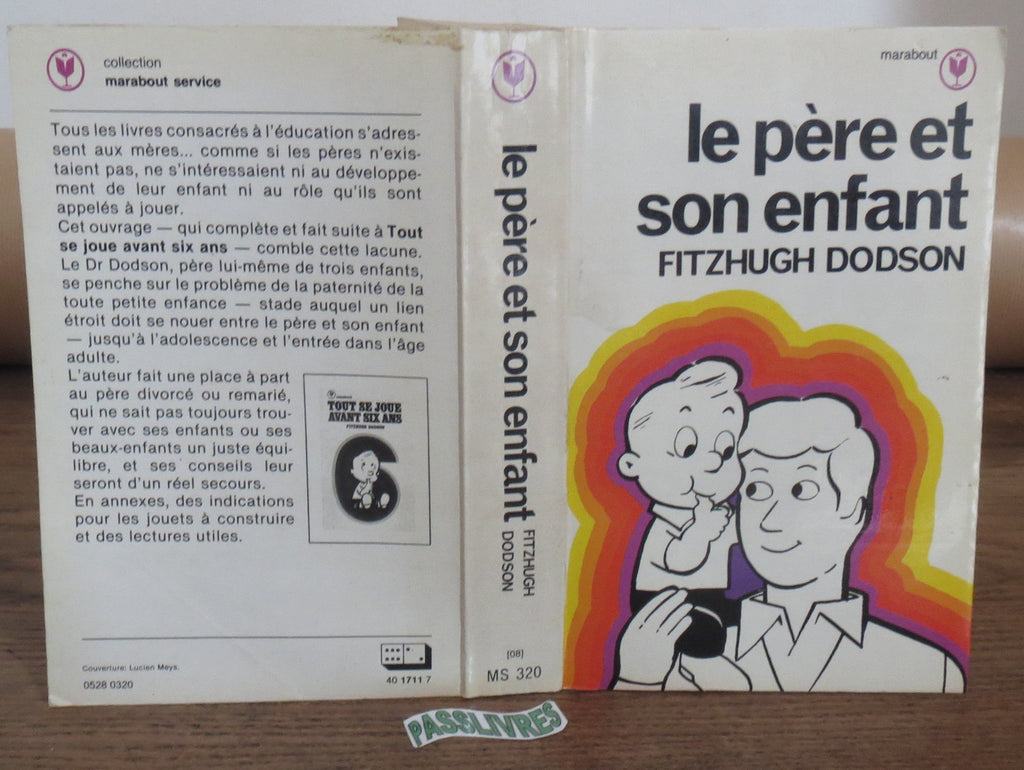 collection
marabout service
Tous les livres consacrés à l'éducation s'adres-
sent aux mères... comme si les pères n'exis-
taient pas, ne s'intéressaient ni au développe-
ment de leur enfant ni au rôle qu'ils sont
appelés à jouer.
Cet ouvrage — qui complète et fait suite à Tout
se joue avant six ans — comble cette lacune.
Le Dr Dodson, père lui-même de trois enfants,
se penche sur le problème de la paternité de la
toute petite enfance — stade auquel un lien
étroit doit se nouer entre le père et son enfant
— jusqu'à l'adolescence et l'entrée dans l'âge
adulte.
L'auteur fait une place à part
au père divorcé ou remarié,
qui ne sait pas toujours trou-
ver avec ses enfants ou ses
beaux-enfants un juste équi-
libre, et ses conseils leur
seront d'un réel secours.
En annexes, des indications
pour les jouets à construire
et des lectures utiles.
TOUT SE JOUE
AVANT SIX ANS
FITZHUGH DODSON
6
Couverture: Lucien Meys.
0528 0320
40 1711 7
le père et son enfant
FITZHUGH
DODSON
[08]
MS 320
marabout
le père et
son enfant
FITZHUGH DODSON
PASSLIVRES